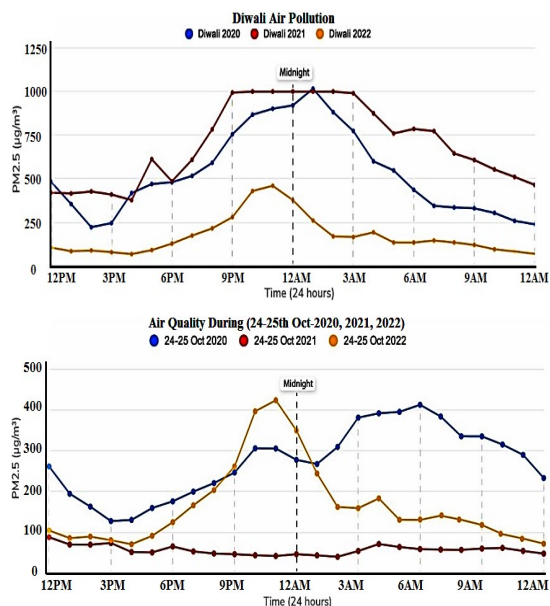 Diwali Air Pollution
Diwali 2020 Diwali 2021 Diwali 2022
1250
Midnight
1000
750
500
250
0
PM2.5 (µg/m³)
12PM 3PM 6PM 9PM 12AM 3AM 6AM 9AM 12AM
Time (24 hours)
Air Quality During (24-25th Oct-2020, 2021, 2022)
24-25 Oct 2020 24-25 Oct 2021 24-25 Oct 2022
500
Midnight
400
300
200
100
0
PM2.5 (µg/m³)
12PM 3PM 6PM 9PM 12AM 3AM 6AM 9AM 12AM
Time (24 hours)